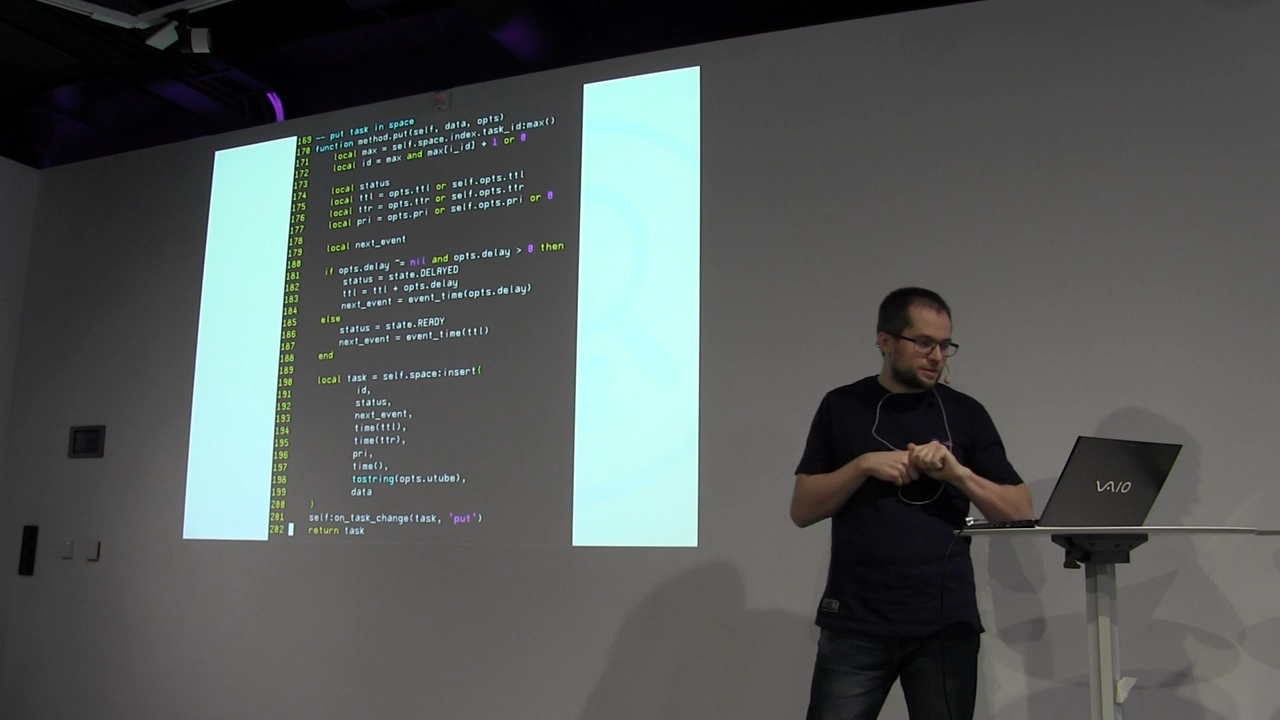 169 -- put task in space
170 function method.put(self, data, opts)
171 local max = self.space.index.task_id:max()
172 local id = max and max[i_id] + 1 or 0
173
174 local status
175 local ttl = opts.ttl or self.opts.ttl
176 local ttr = opts.ttr or self.opts.ttr
177 local pri = opts.pri or self.opts.pri or 0
178
179 local next_event
180
181 if opts.delay ~= nil and opts.delay > 0 then
182 status = state.DELAYED
183 ttl = ttl + opts.delay
184 next_event = event_time(opts.delay)
185 else
186 status = state.READY
187 next_event = event_time(ttl)
188 end
189
190 local task = self.space:insert{
191 id,
192 status,
193 next_event,
194 time(ttl),
195 time(ttr),
196 pri,
197 time(),
198 tostring(opts.utube),
199 data
200 }
201 self:on_task_change(task, 'put')
202 return task
VAIO